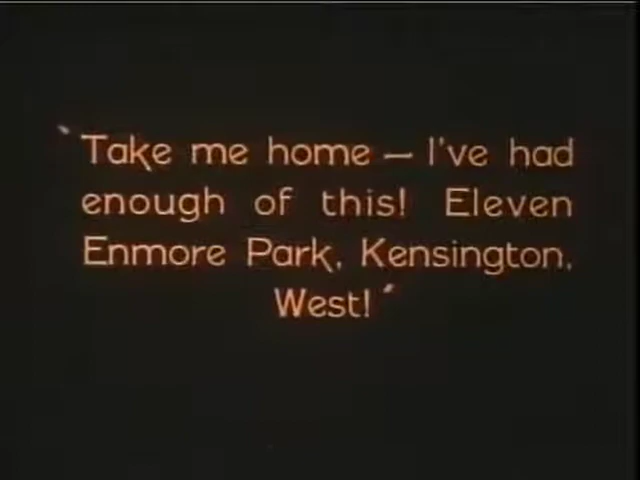 ‛Take me home — I've had
enough of this! Eleven
Enmore Park, Kensington,
West!′